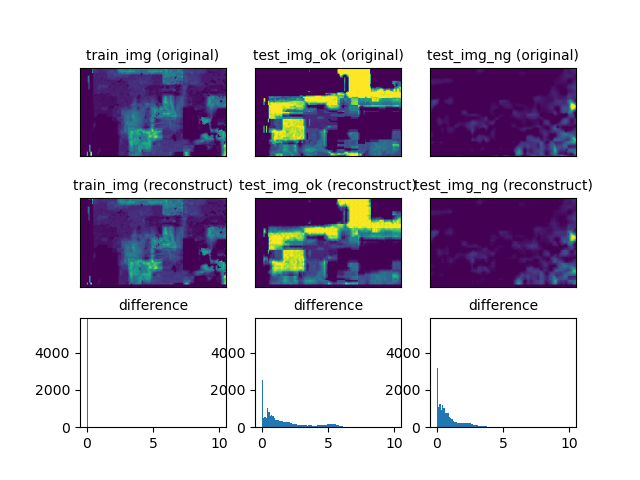 train_img (original) test_img_ok (original) test_img_ng (original)
train_img (reconstruct) test_img_ok (reconstruct) test_img_ng (reconstruct)
difference difference difference
4000 4000 4000
2000 2000 2000
0 0 0
0 5 10 0 5 10 0 5 10